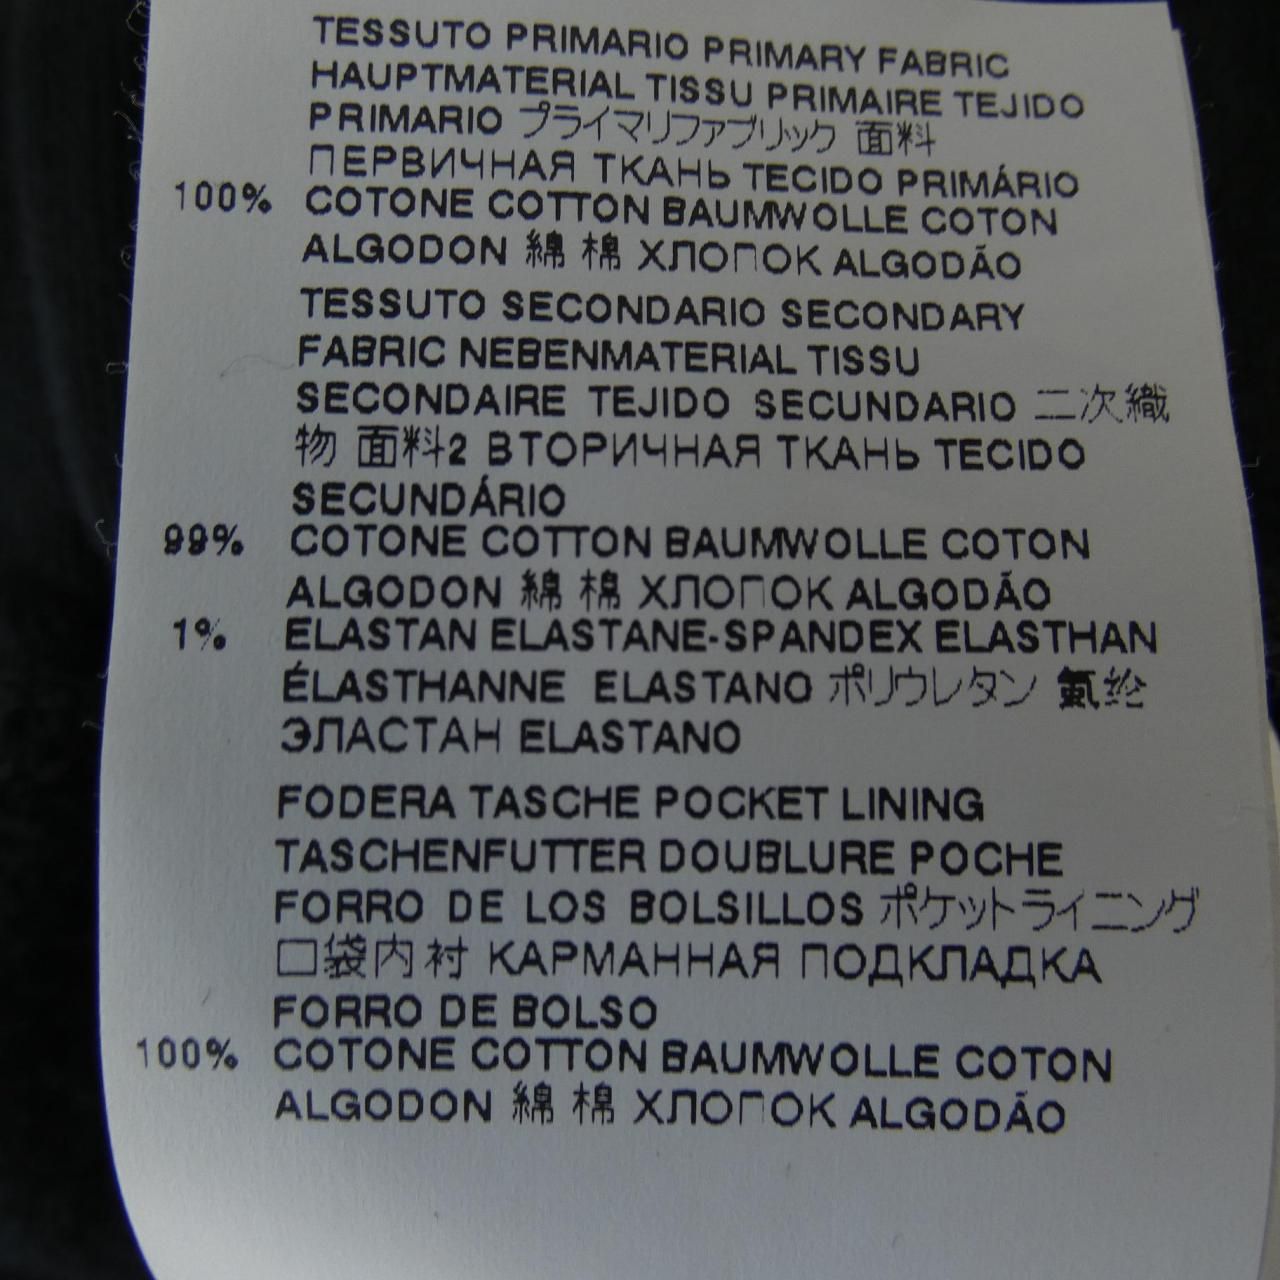 TESSUTO PRIMARIO PRIMARY FABRIC
HAUPTMATERIAL TISSU PRIMAIRE TEJIDO
PRIMARIO プライマリファブリック 面料
ПЕРВИЧНАЯ ТКАНЬ TECIDO PRIMÁRIO
100% COTONE COTTON BAUMWOLLE COTON
ALGODON 綿 棉 ХЛОПОК ALGODÃO
TESSUTO SECONDARIO SECONDARY
FABRIC NEBENMATERIAL TISSU
SECONDAIRE TEJIDO SECUNDARIO 二次織
物 面料2 ВТОРИЧНАЯ ТКАНЬ TECIDO
SECUNDÁRIO
99% COTONE COTTON BAUMWOLLE COTON
ALGODON 綿 棉 ХЛОПОК ALGODÃO
1% ELASTAN ELASTANE-SPANDEX ELASTHAN
ÉLASTHANNE ELASTANO ポリウレタン 氨纶
ЭЛАСТАН ELASTANO
FODERA TASCHE POCKET LINING
TASCHENFUTTER DOUBLURE POCHE
FORRO DE LOS BOLSILLOS ポケットライニング
口袋内衬 КАРМАННАЯ ПОДКЛАДКА
FORRO DE BOLSO
100% COTONE COTTON BAUMWOLLE COTON
ALGODON 綿 棉 ХЛОПОК ALGODÃO